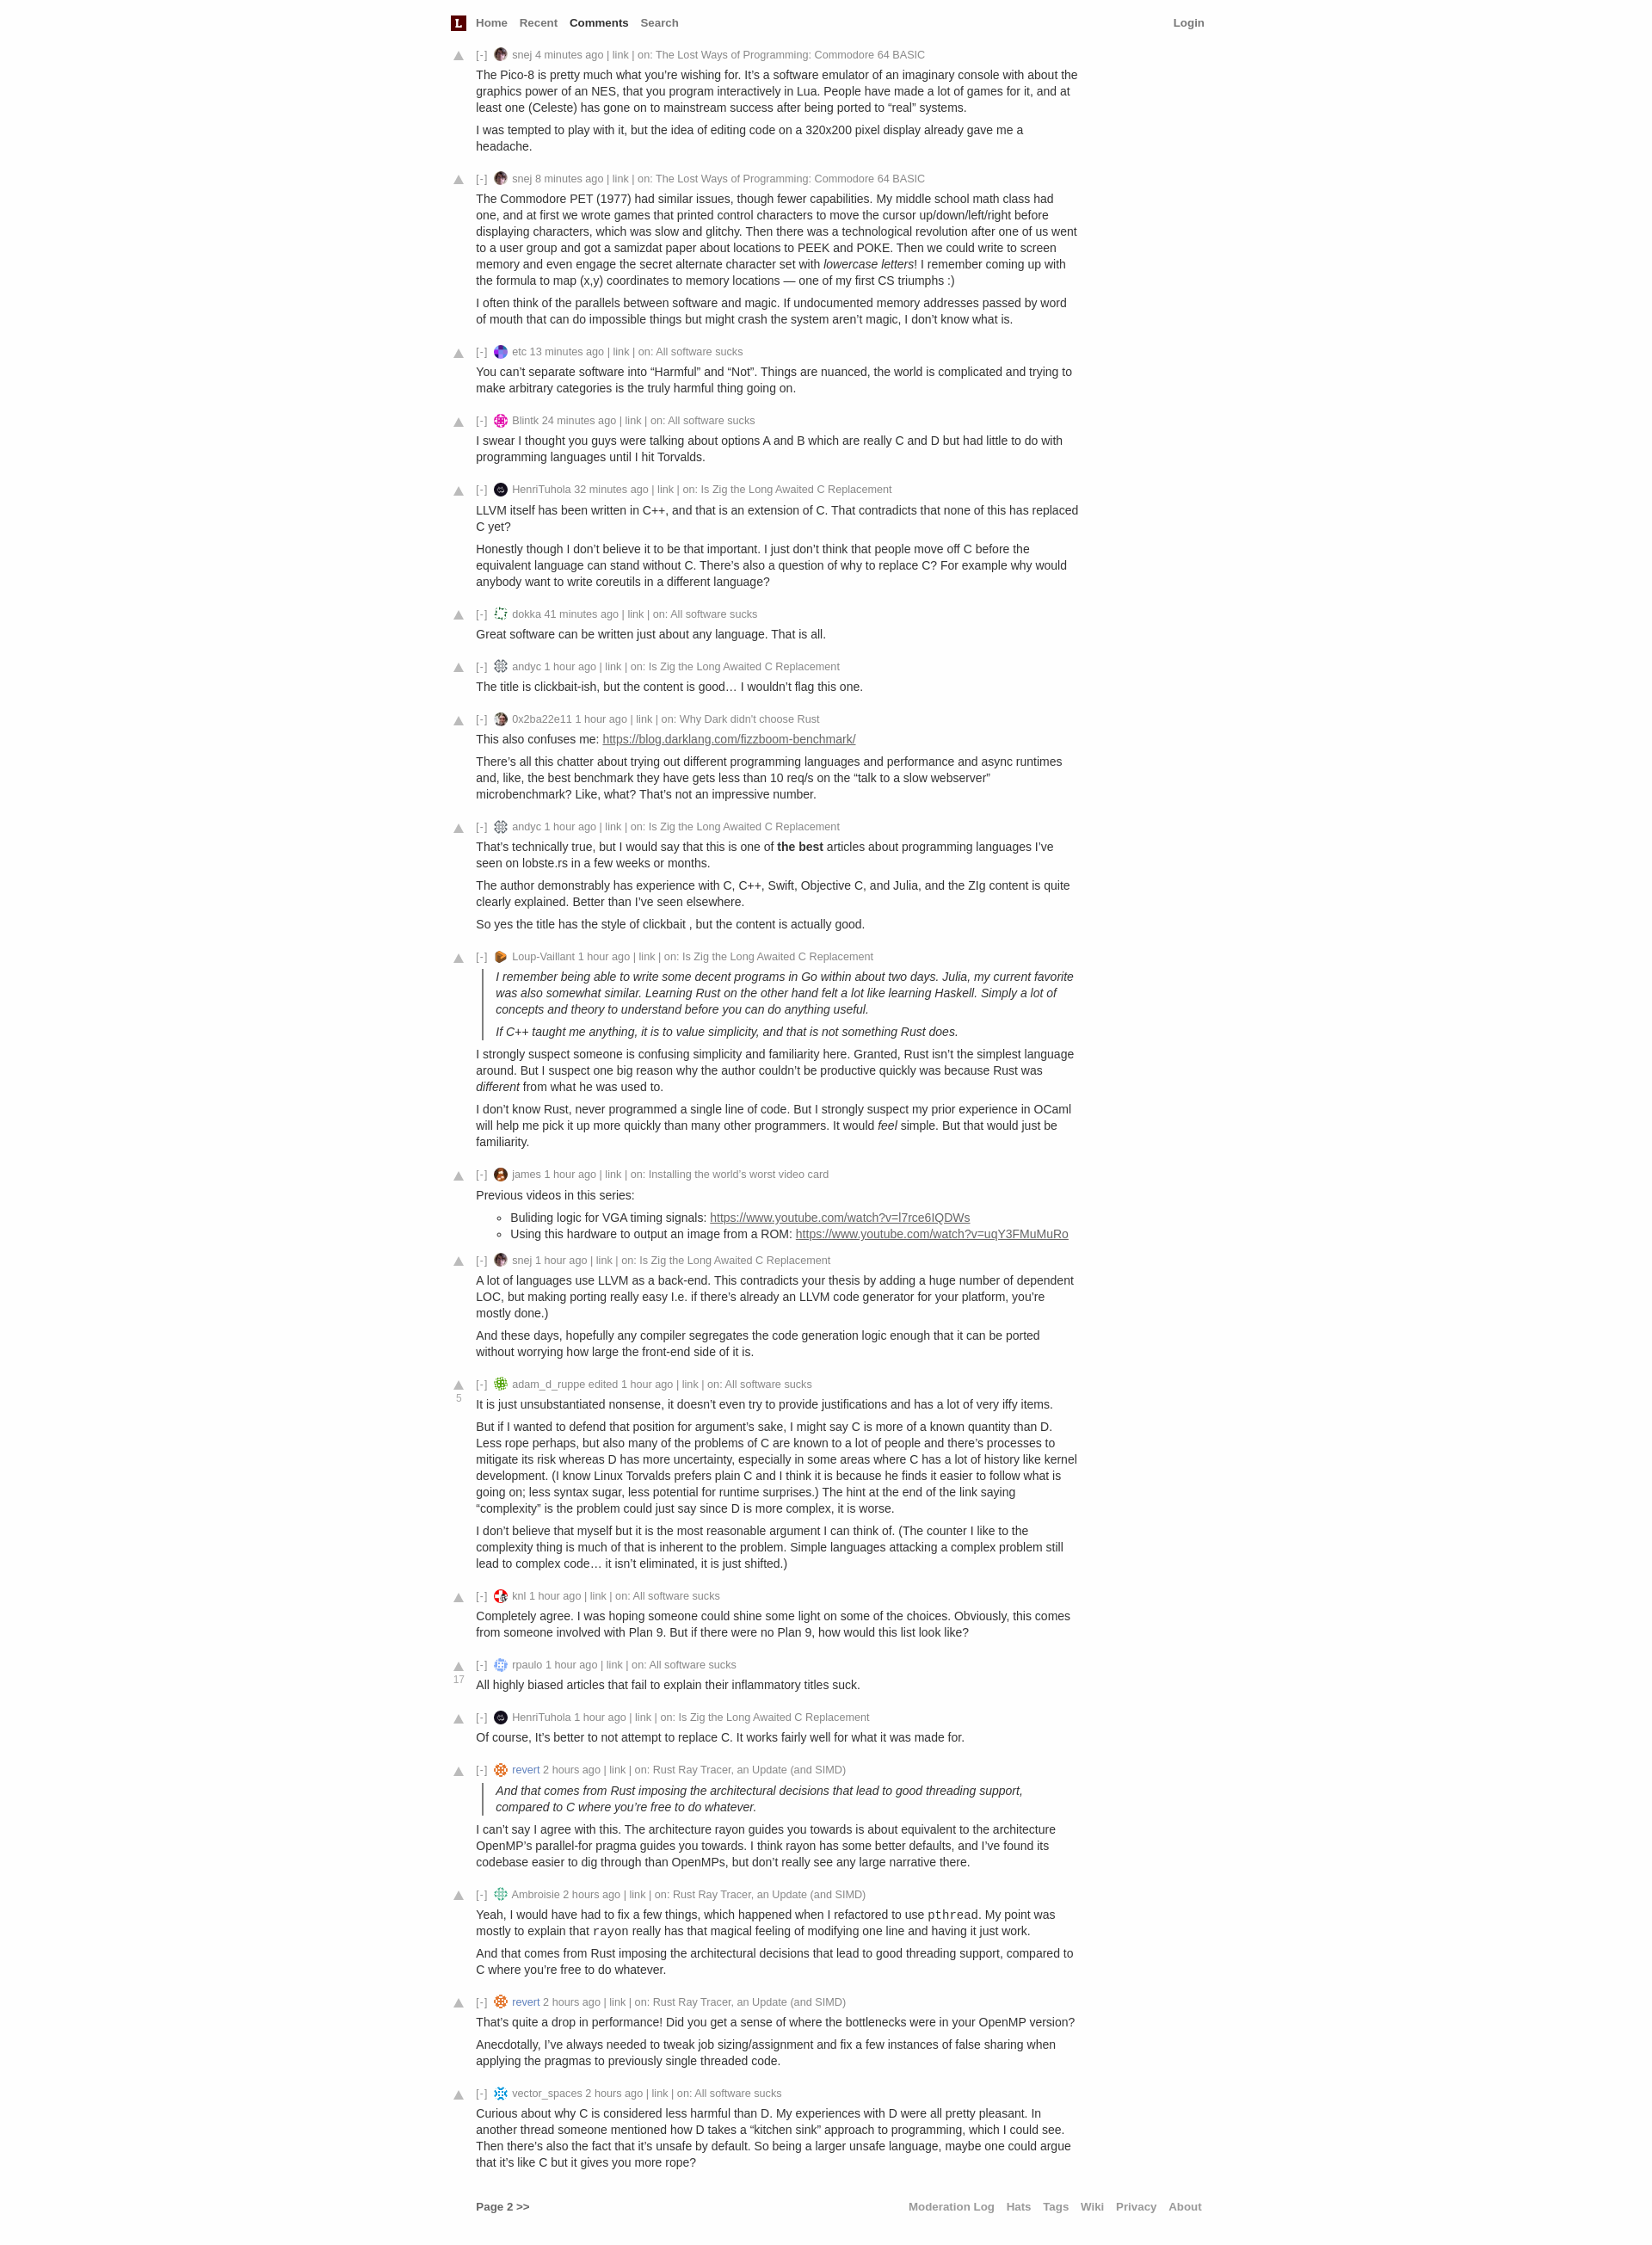 L Home Recent Comments Search Login
[-] snej 4 minutes ago | link | on: The Lost Ways of Programming: Commodore 64 BASIC
The Pico-8 is pretty much what you’re wishing for. It’s a software emulator of an imaginary console with about the
graphics power of an NES, that you program interactively in Lua. People have made a lot of games for it, and at
least one (Celeste) has gone on to mainstream success after being ported to “real” systems.
I was tempted to play with it, but the idea of editing code on a 320x200 pixel display already gave me a
headache.
[-] snej 8 minutes ago | link | on: The Lost Ways of Programming: Commodore 64 BASIC
The Commodore PET (1977) had similar issues, though fewer capabilities. My middle school math class had
one, and at first we wrote games that printed control characters to move the cursor up/down/left/right before
displaying characters, which was slow and glitchy. Then there was a technological revolution after one of us went
to a user group and got a samizdat paper about locations to PEEK and POKE. Then we could write to screen
memory and even engage the secret alternate character set with lowercase letters! I remember coming up with
the formula to map (x,y) coordinates to memory locations — one of my first CS triumphs :)
I often think of the parallels between software and magic. If undocumented memory addresses passed by word
of mouth that can do impossible things but might crash the system aren’t magic, I don’t know what is.
[-] etc 13 minutes ago | link | on: All software sucks
You can’t separate software into “Harmful” and “Not”. Things are nuanced, the world is complicated and trying to
make arbitrary categories is the truly harmful thing going on.
[-] Blintk 24 minutes ago | link | on: All software sucks
I swear I thought you guys were talking about options A and B which are really C and D but had little to do with
programming languages until I hit Torvalds.
[-] HenriTuhola 32 minutes ago | link | on: Is Zig the Long Awaited C Replacement
LLVM itself has been written in C++, and that is an extension of C. That contradicts that none of this has replaced
C yet?
Honestly though I don’t believe it to be that important. I just don’t think that people move off C before the
equivalent language can stand without C. There’s also a question of why to replace C? For example why would
anybody want to write coreutils in a different language?
[-] dokka 41 minutes ago | link | on: All software sucks
Great software can be written just about any language. That is all.
[-] andyc 1 hour ago | link | on: Is Zig the Long Awaited C Replacement
The title is clickbait-ish, but the content is good… I wouldn’t flag this one.
[-] 0x2ba22e11 1 hour ago | link | on: Why Dark didn't choose Rust
This also confuses me: https://blog.darklang.com/fizzboom-benchmark/
There’s all this chatter about trying out different programming languages and performance and async runtimes
and, like, the best benchmark they have gets less than 10 req/s on the “talk to a slow webserver”
microbenchmark? Like, what? That’s not an impressive number.
[-] andyc 1 hour ago | link | on: Is Zig the Long Awaited C Replacement
That’s technically true, but I would say that this is one of the best articles about programming languages I’ve
seen on lobste.rs in a few weeks or months.
The author demonstrably has experience with C, C++, Swift, Objective C, and Julia, and the ZIg content is quite
clearly explained. Better than I’ve seen elsewhere.
So yes the title has the style of clickbait , but the content is actually good.
[-] Loup-Vaillant 1 hour ago | link | on: Is Zig the Long Awaited C Replacement
I remember being able to write some decent programs in Go within about two days. Julia, my current favorite
was also somewhat similar. Learning Rust on the other hand felt a lot like learning Haskell. Simply a lot of
concepts and theory to understand before you can do anything useful.
If C++ taught me anything, it is to value simplicity, and that is not something Rust does.
I strongly suspect someone is confusing simplicity and familiarity here. Granted, Rust isn’t the simplest language
around. But I suspect one big reason why the author couldn’t be productive quickly was because Rust was
different from what he was used to.
I don’t know Rust, never programmed a single line of code. But I strongly suspect my prior experience in OCaml
will help me pick it up more quickly than many other programmers. It would feel simple. But that would just be
familiarity.
[-] james 1 hour ago | link | on: Installing the world’s worst video card
Previous videos in this series:
Buliding logic for VGA timing signals: https://www.youtube.com/watch?v=l7rce6IQDWs
Using this hardware to output an image from a ROM: https://www.youtube.com/watch?v=uqY3FMuMuRo
[-] snej 1 hour ago | link | on: Is Zig the Long Awaited C Replacement
A lot of languages use LLVM as a back-end. This contradicts your thesis by adding a huge number of dependent
LOC, but making porting really easy I.e. if there’s already an LLVM code generator for your platform, you’re
mostly done.)
And these days, hopefully any compiler segregates the code generation logic enough that it can be ported
without worrying how large the front-end side of it is.
[-] adam_d_ruppe edited 1 hour ago | link | on: All software sucks
5
It is just unsubstantiated nonsense, it doesn’t even try to provide justifications and has a lot of very iffy items.
But if I wanted to defend that position for argument’s sake, I might say C is more of a known quantity than D.
Less rope perhaps, but also many of the problems of C are known to a lot of people and there’s processes to
mitigate its risk whereas D has more uncertainty, especially in some areas where C has a lot of history like kernel
development. (I know Linux Torvalds prefers plain C and I think it is because he finds it easier to follow what is
going on; less syntax sugar, less potential for runtime surprises.) The hint at the end of the link saying
“complexity” is the problem could just say since D is more complex, it is worse.
I don’t believe that myself but it is the most reasonable argument I can think of. (The counter I like to the
complexity thing is much of that is inherent to the problem. Simple languages attacking a complex problem still
lead to complex code… it isn’t eliminated, it is just shifted.)
[-] knl 1 hour ago | link | on: All software sucks
Completely agree. I was hoping someone could shine some light on some of the choices. Obviously, this comes
from someone involved with Plan 9. But if there were no Plan 9, how would this list look like?
[-] rpaulo 1 hour ago | link | on: All software sucks
17
All highly biased articles that fail to explain their inflammatory titles suck.
[-] HenriTuhola 1 hour ago | link | on: Is Zig the Long Awaited C Replacement
Of course, It’s better to not attempt to replace C. It works fairly well for what it was made for.
[-] revert 2 hours ago | link | on: Rust Ray Tracer, an Update (and SIMD)
And that comes from Rust imposing the architectural decisions that lead to good threading support,
compared to C where you’re free to do whatever.
I can’t say I agree with this. The architecture rayon guides you towards is about equivalent to the architecture
OpenMP’s parallel-for pragma guides you towards. I think rayon has some better defaults, and I’ve found its
codebase easier to dig through than OpenMPs, but don’t really see any large narrative there.
[-] Ambroisie 2 hours ago | link | on: Rust Ray Tracer, an Update (and SIMD)
Yeah, I would have had to fix a few things, which happened when I refactored to use pthread. My point was
mostly to explain that rayon really has that magical feeling of modifying one line and having it just work.
And that comes from Rust imposing the architectural decisions that lead to good threading support, compared to
C where you’re free to do whatever.
[-] revert 2 hours ago | link | on: Rust Ray Tracer, an Update (and SIMD)
That’s quite a drop in performance! Did you get a sense of where the bottlenecks were in your OpenMP version?
Anecdotally, I’ve always needed to tweak job sizing/assignment and fix a few instances of false sharing when
applying the pragmas to previously single threaded code.
[-] vector_spaces 2 hours ago | link | on: All software sucks
Curious about why C is considered less harmful than D. My experiences with D were all pretty pleasant. In
another thread someone mentioned how D takes a “kitchen sink” approach to programming, which I could see.
Then there’s also the fact that it’s unsafe by default. So being a larger unsafe language, maybe one could argue
that it’s like C but it gives you more rope?
Page 2 >> Moderation Log Hats Tags Wiki Privacy About